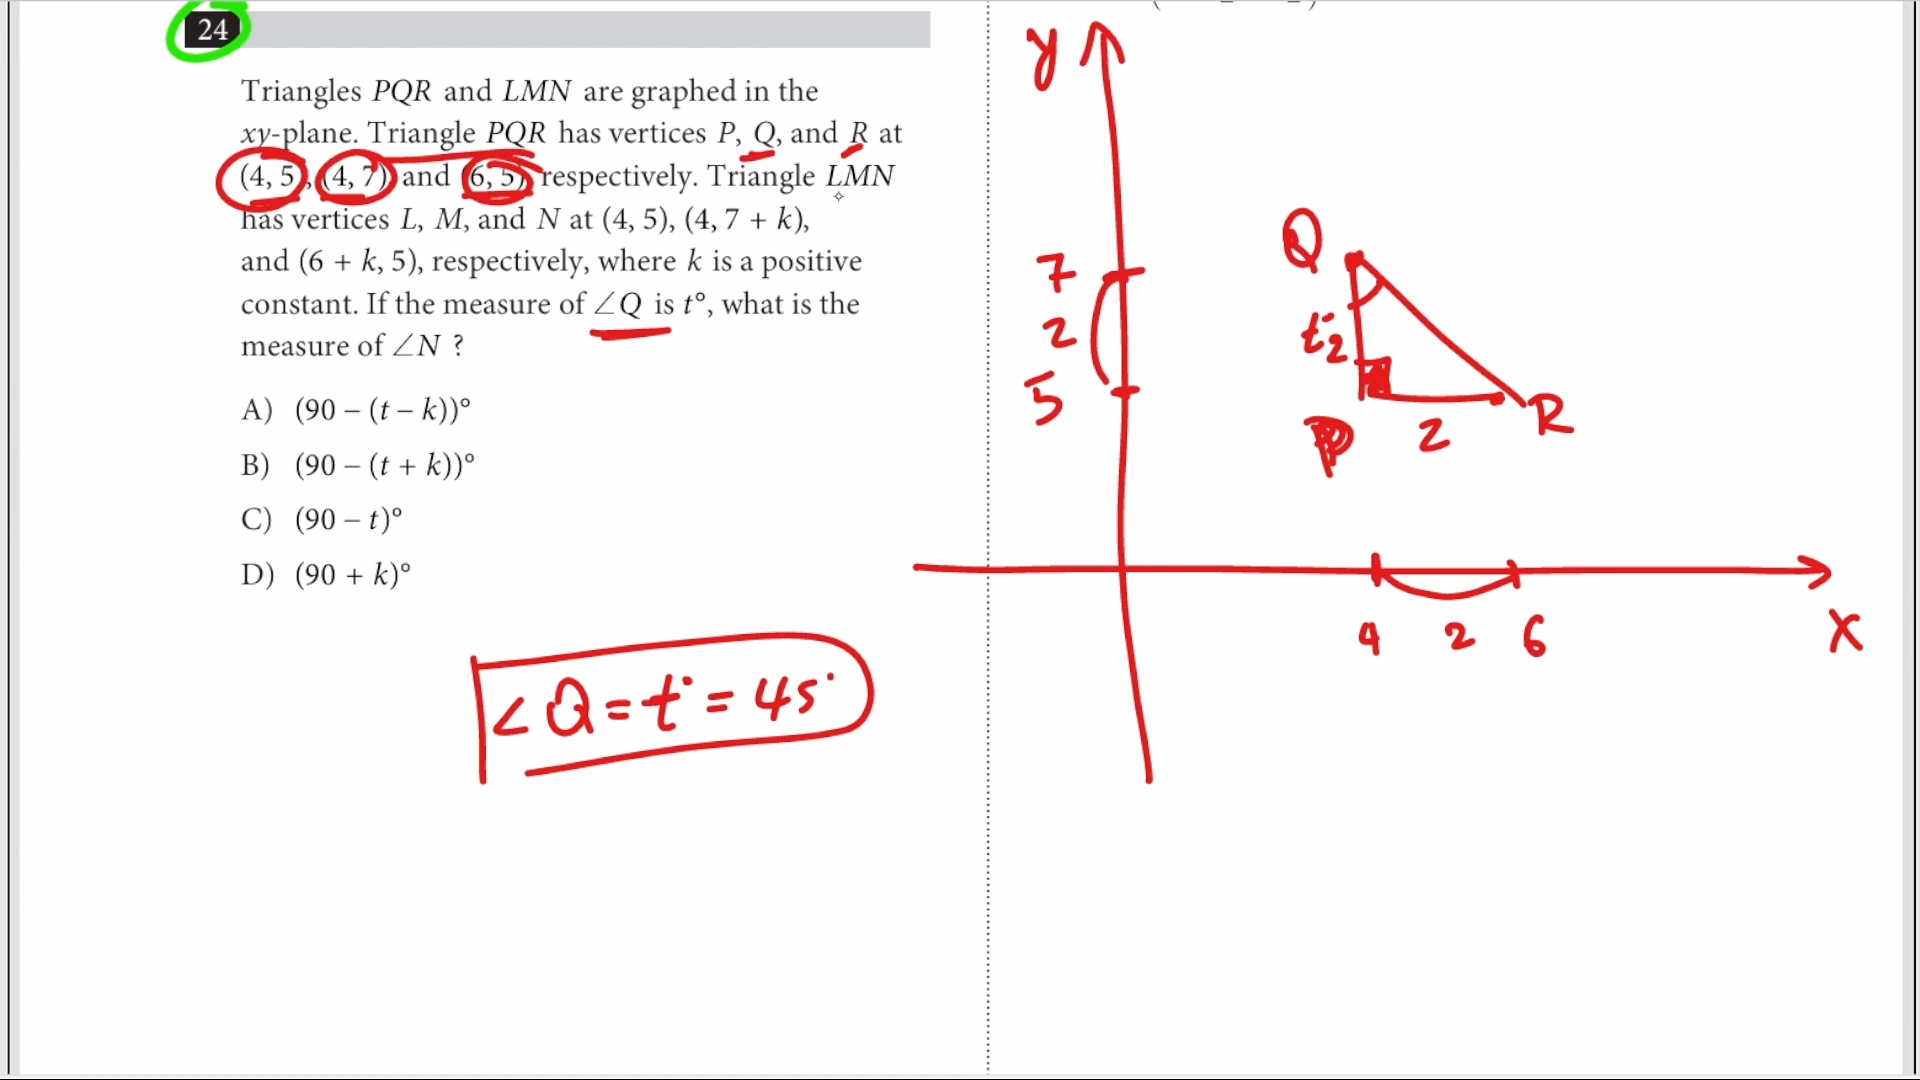 24
Triangles PQR and LMN are graphed in the
xy-plane. Triangle PQR has vertices P, Q, and R at
(4, 5), (4, 7), and (6, 5), respectively. Triangle LMN
has vertices L, M, and N at (4, 5), (4, 7 + k),
and (6 + k, 5), respectively, where k is a positive
constant. If the measure of ∠Q is t°, what is the
measure of ∠N ?
A) (90 – (t – k))°
B) (90 – (t + k))°
C) (90 – t)°
D) (90 + k)°
∠Q = t° = 45°
y
7
2
5
Q
t°
2
P
2
R
4
2
6
x